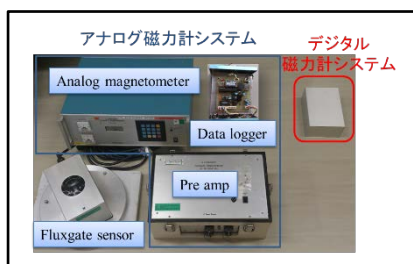 アナログ磁力計システム
デジタル
磁力計システム
Analog magnetometer
Data logger
Pre amp
Fluxgate sensor